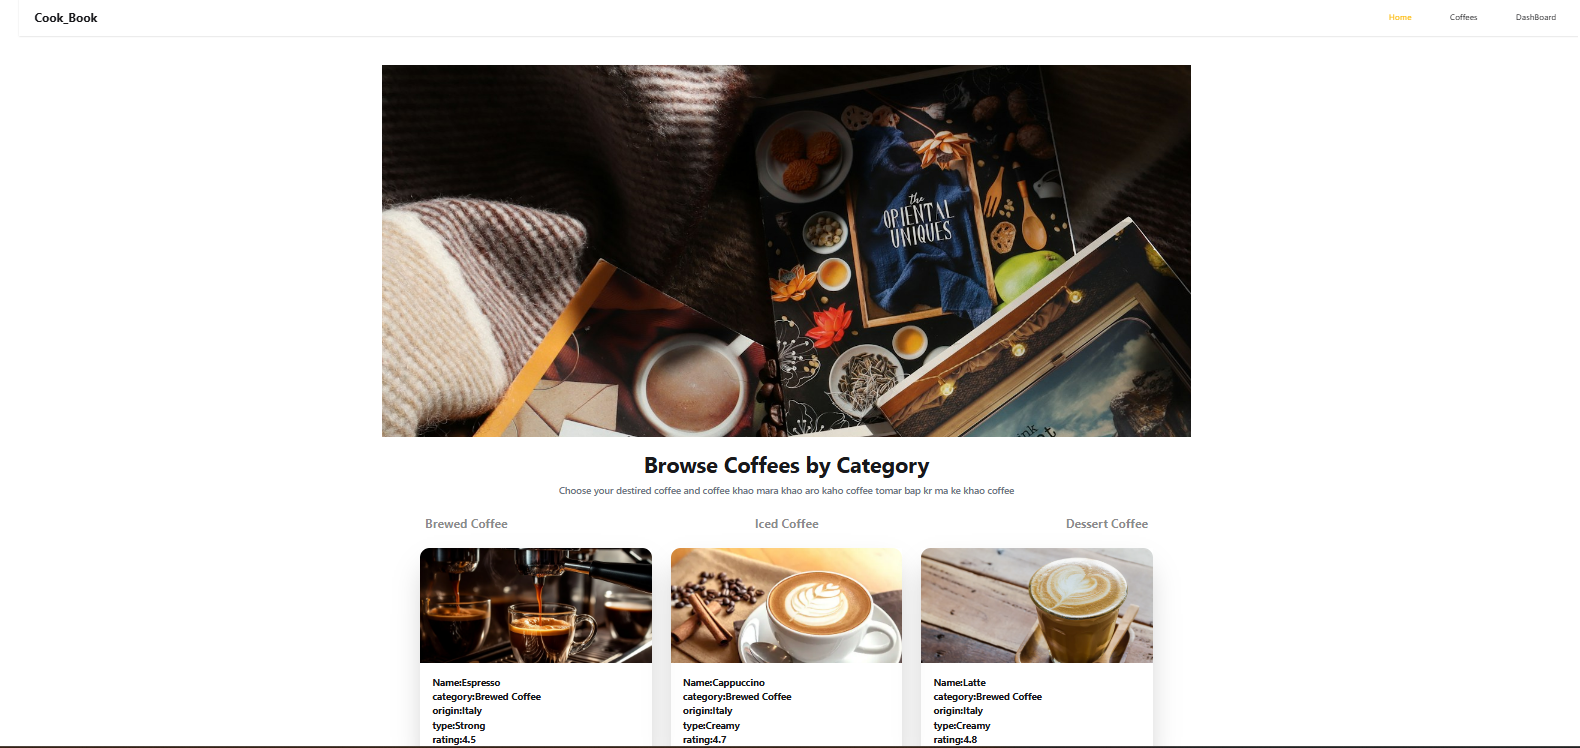 Cook_Book
Home Coffees DashBoard
the
ORIENTAL
UNIQUES
Browse Coffees by Category
Choose your destired coffee and coffee khao mara khao aro kaho coffee tomar bap kr ma ke khao coffee
Brewed Coffee Iced Coffee Dessert Coffee
Name:Espresso
category:Brewed Coffee
origin:Italy
type:Strong
rating:4.5
Name:Cappuccino
category:Brewed Coffee
origin:Italy
type:Creamy
rating:4.7
Name:Latte
category:Brewed Coffee
origin:Italy
type:Creamy
rating:4.8